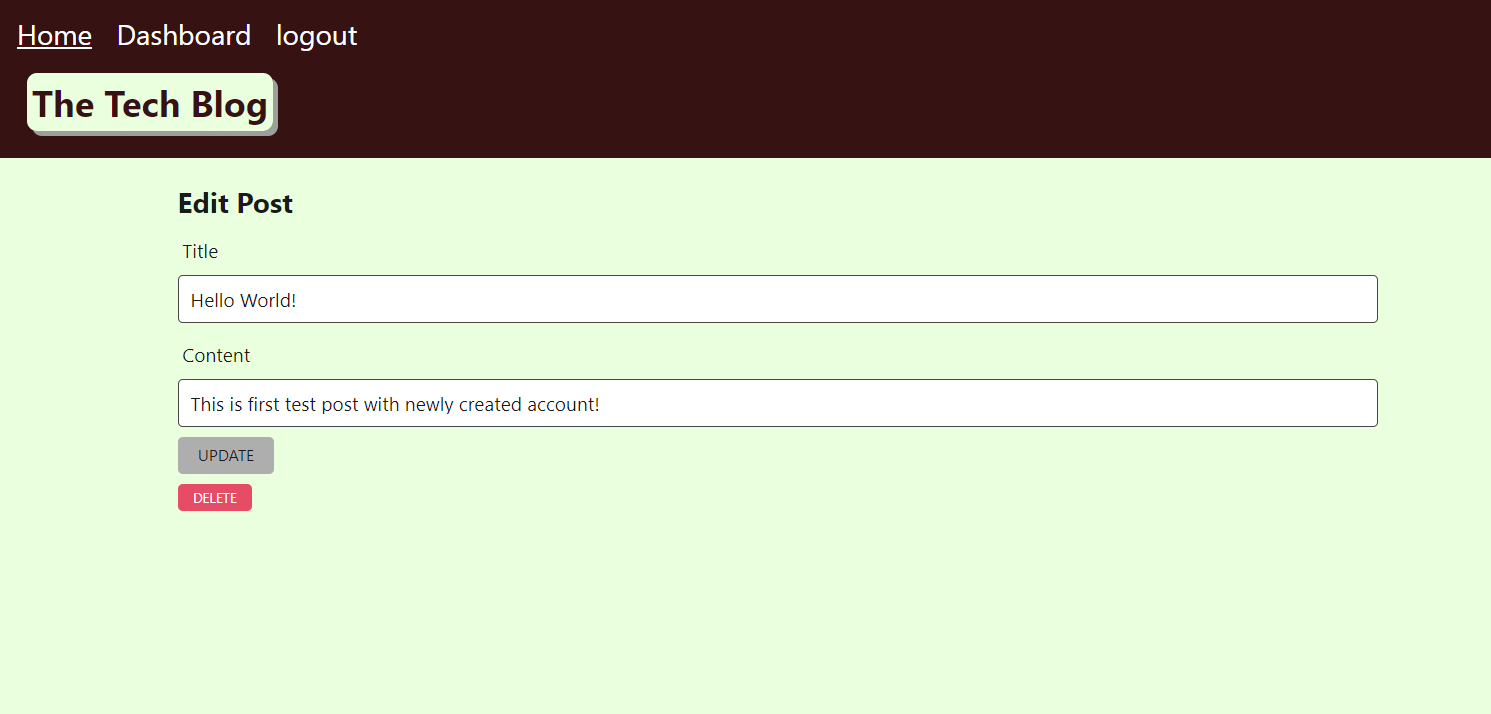 Home Dashboard logout
The Tech Blog
Edit Post
Title
Hello World!
Content
This is first test post with newly created account!
UPDATE
DELETE